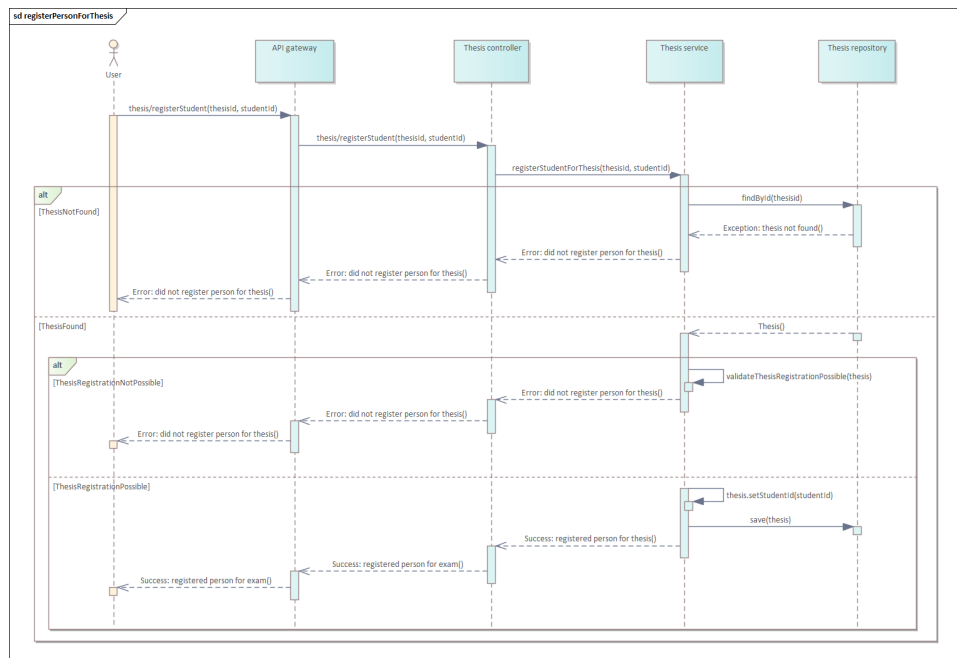 sd registerPersonForThesis
User
API gateway
Thesis controller
Thesis service
Thesis repository
thesis/registerStudent(thesisId, studentId)
thesis/registerStudent(thesisId, studentId)
registerStudentForThesis(thesisId, studentId)
alt
[ThesisNotFound]
findById(thesisid)
Exception: thesis not found()
Error: did not register person for thesis()
Error: did not register person for thesis()
Error: did not register person for thesis()
[ThesisFound]
Thesis()
alt
[ThesisRegistrationNotPossible]
validateThesisRegistrationPossible(thesis)
Error: did not register person for thesis()
Error: did not register person for thesis()
Error: did not register person for thesis()
[ThesisRegistrationPossible]
thesis.setStudentId(studentId)
save(thesis)
Success: registered person for thesis()
Success: registered person for exam()
Success: registered person for exam()